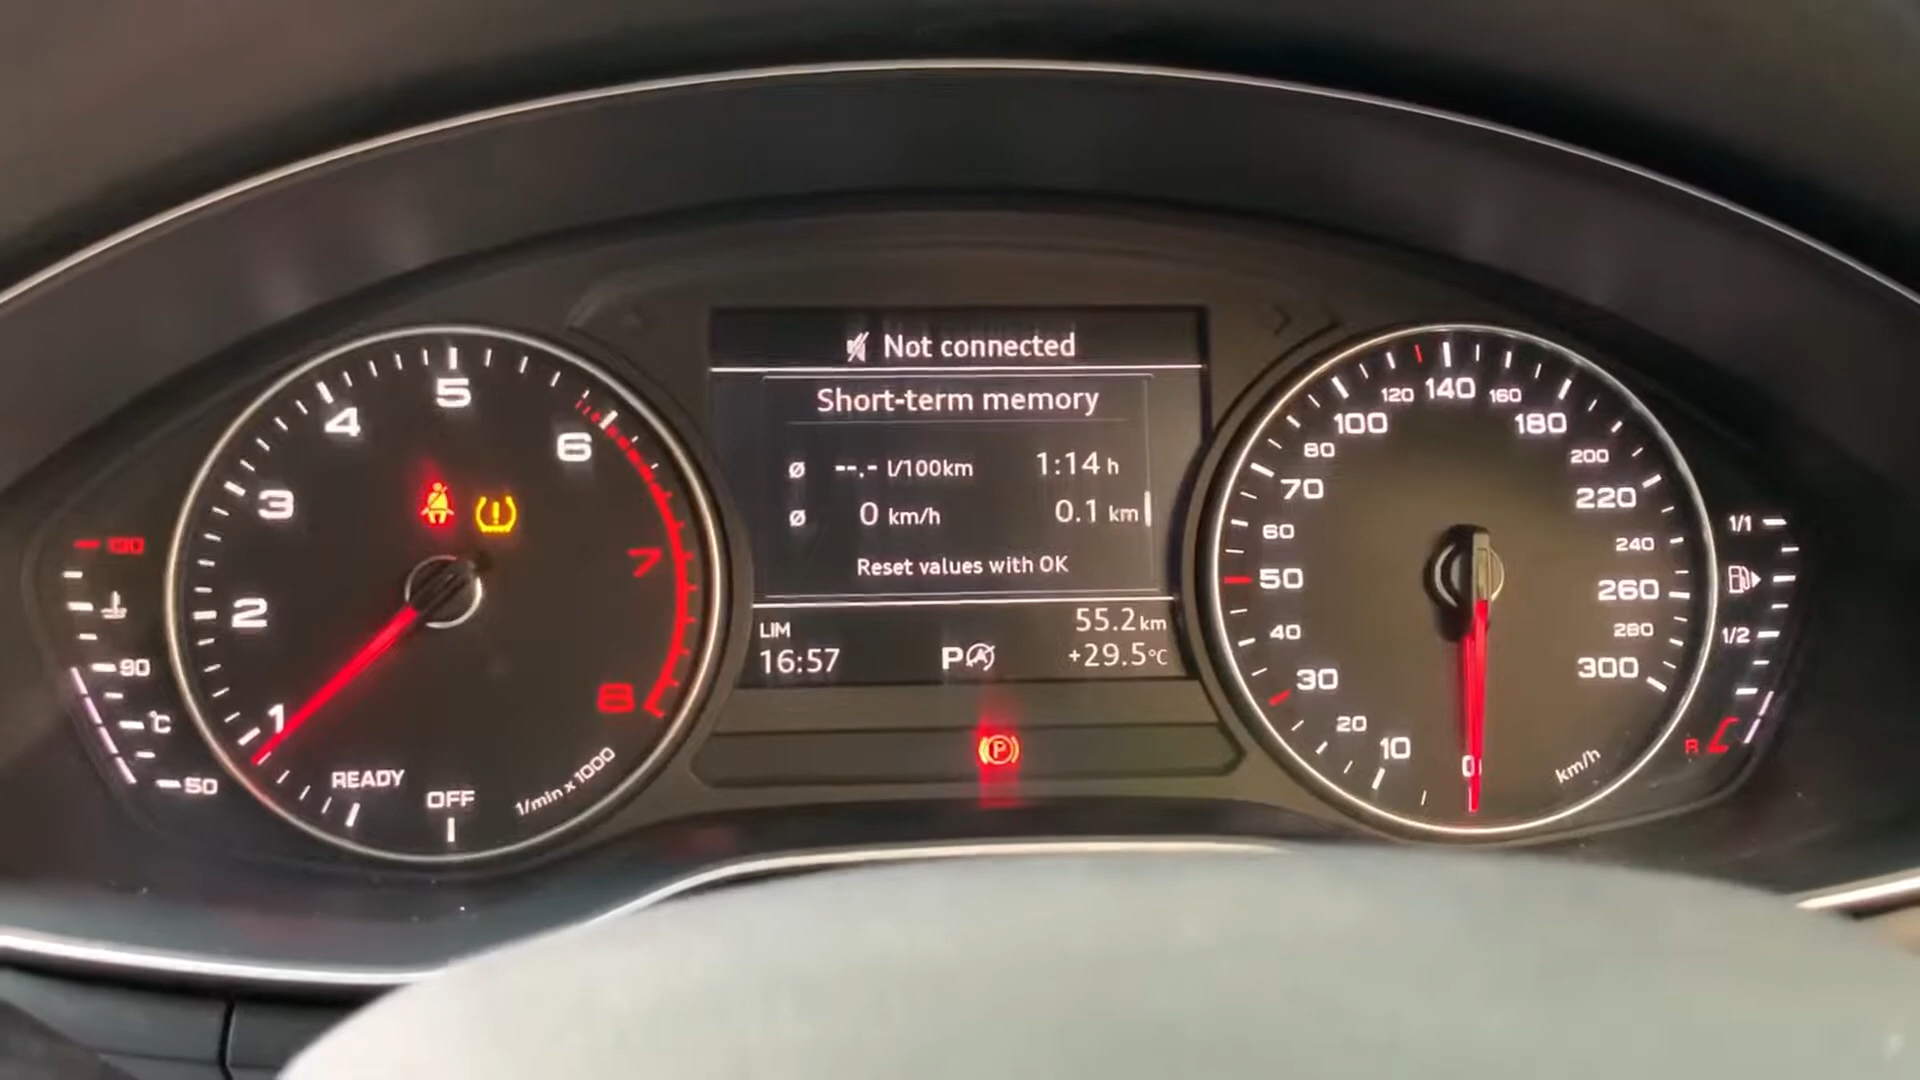 Not connected
Short-term memory
ø --.- l/100km 1:14 h
ø 0 km/h 0.1 km
Reset values with OK
LIM
55.2 km
16:57 P A +29.5°C
1
2
3
4
5
6
7
8
READY
OFF
1/min x 1000
130
90
°C
50
0
10
20
30
40
50
60
70
80
100
120
140
160
180
200
220
240
260
280
300
km/h
1/1
1/2
R
P